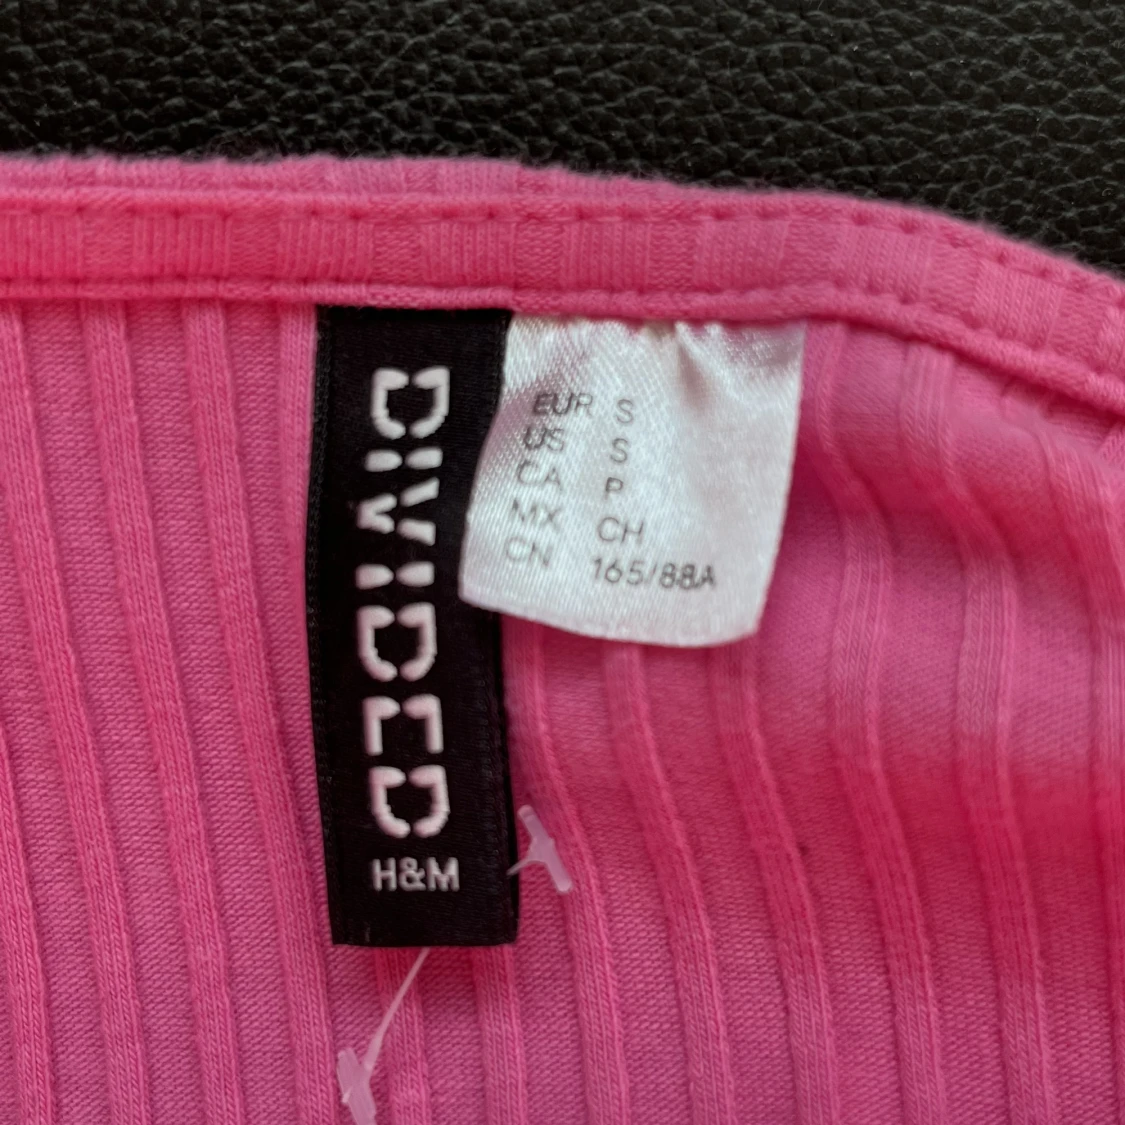 DIVIDED
H&M
EUR S
US S
CA P
MX CH
CN 165/88A